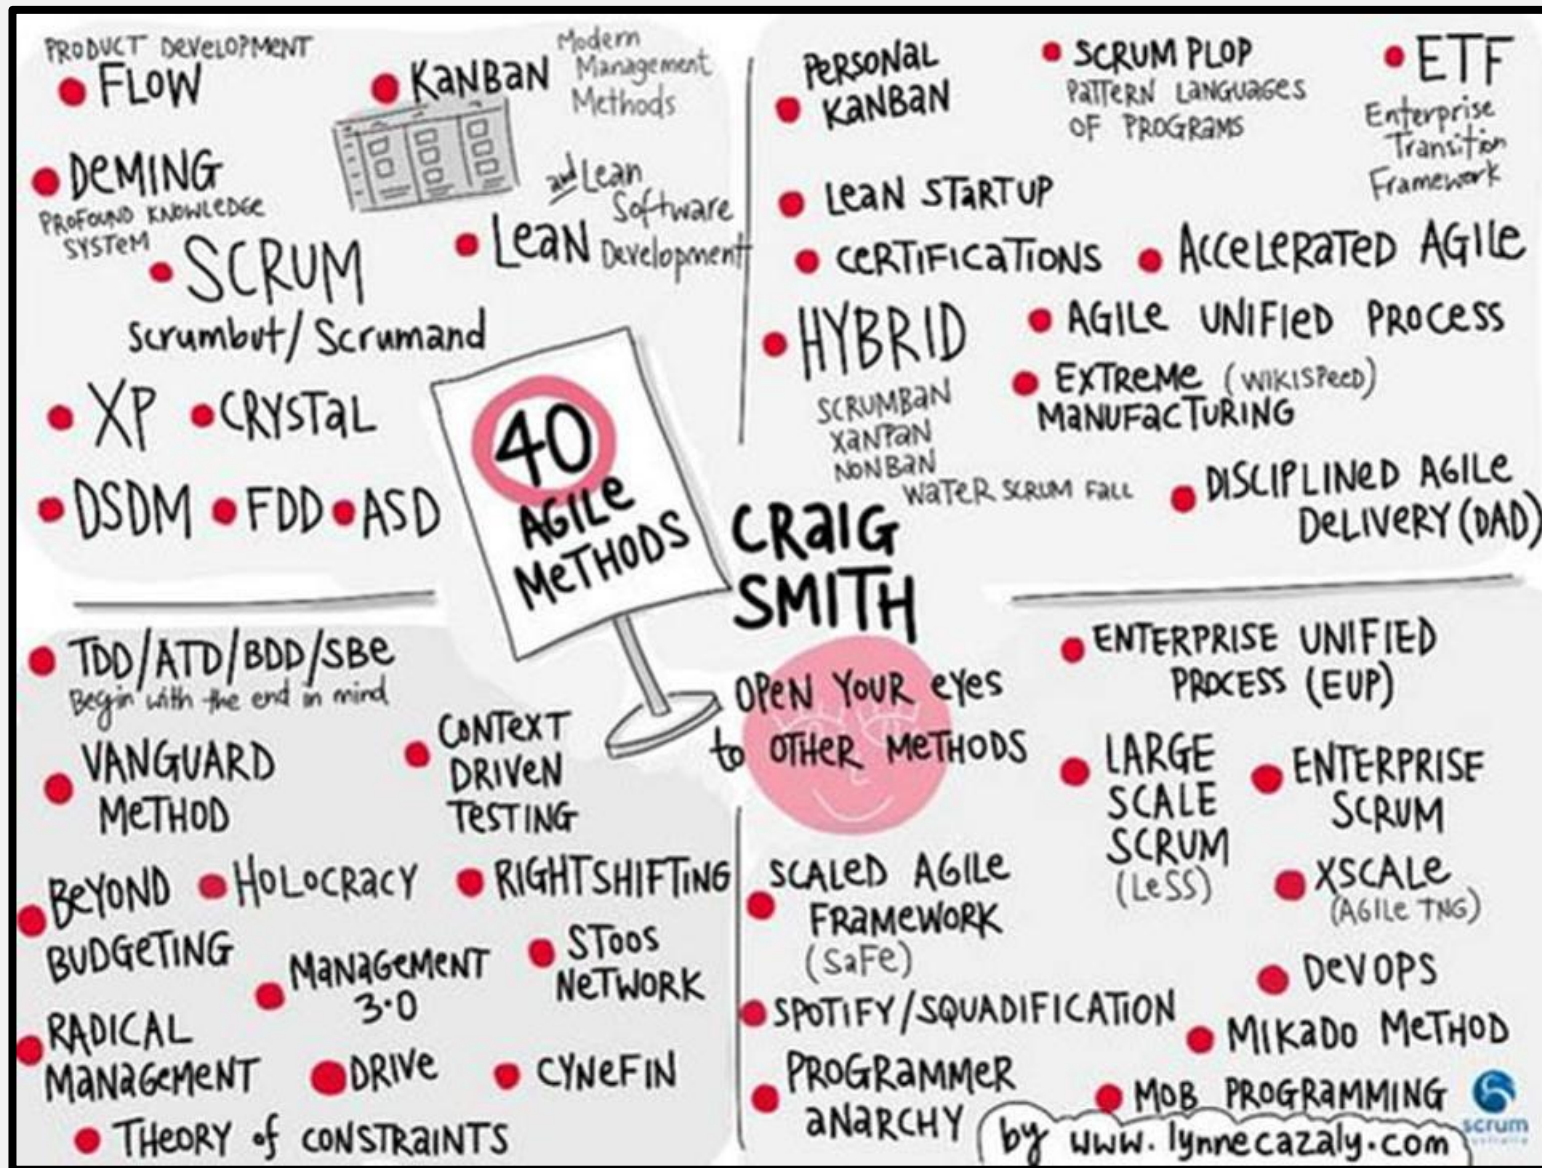 PRODUCT DEVELOPMENT
FLOW
KANBAN
Modern
Management
Methods
DEMING
PROFOUND KNOWLEDGE
SYSTEM
and Lean
Software
LEAN Development
SCRUM
Scrumbut/Scrumand
XP
CRYSTAL
DSDM
FDD
ASD
40
AGILE
METHODS
PERSONAL
KANBAN
SCRUM PLOP
PATTERN LANGUAGES
OF PROGRAMS
ETF
Enterprise
Transition
Framework
LEAN STARTUP
CERTIFICATIONS
ACCELERATED AGILE
HYBRID
SCRUMBAN
XANPAN
NONBAN
WATER SCRUM FALL
AGILE UNIFIED PROCESS
EXTREME (WIKISPEED)
MANUFACTURING
DISCIPLINED AGILE
DELIVERY (DAD)
CRAIG
SMITH
OPEN YOUR EYES
to OTHER METHODS
TDD/ATD/BDD/SBE
Begin with the end in mind
VANGUARD
METHOD
CONTEXT
DRIVEN
TESTING
BEYOND
BUDGETING
HOLOCRACY
RIGHTSHIFTING
MANAGEMENT
3.0
STOOS
NETWORK
RADICAL
MANAGEMENT
DRIVE
CYNEFIN
THEORY of CONSTRAINTS
ENTERPRISE UNIFIED
PROCESS (EUP)
LARGE
SCALE
SCRUM
(LeSS)
ENTERPRISE
SCRUM
XSCALE
(AGILE TNG)
SCALED AGILE
FRAMEWORK
(SaFe)
DEVOPS
SPOTIFY/SQUADIFICATION
MIKADO METHOD
PROGRAMMER
ANARCHY
MOB PROGRAMMING
by www.lynnecazaly.com
scrum